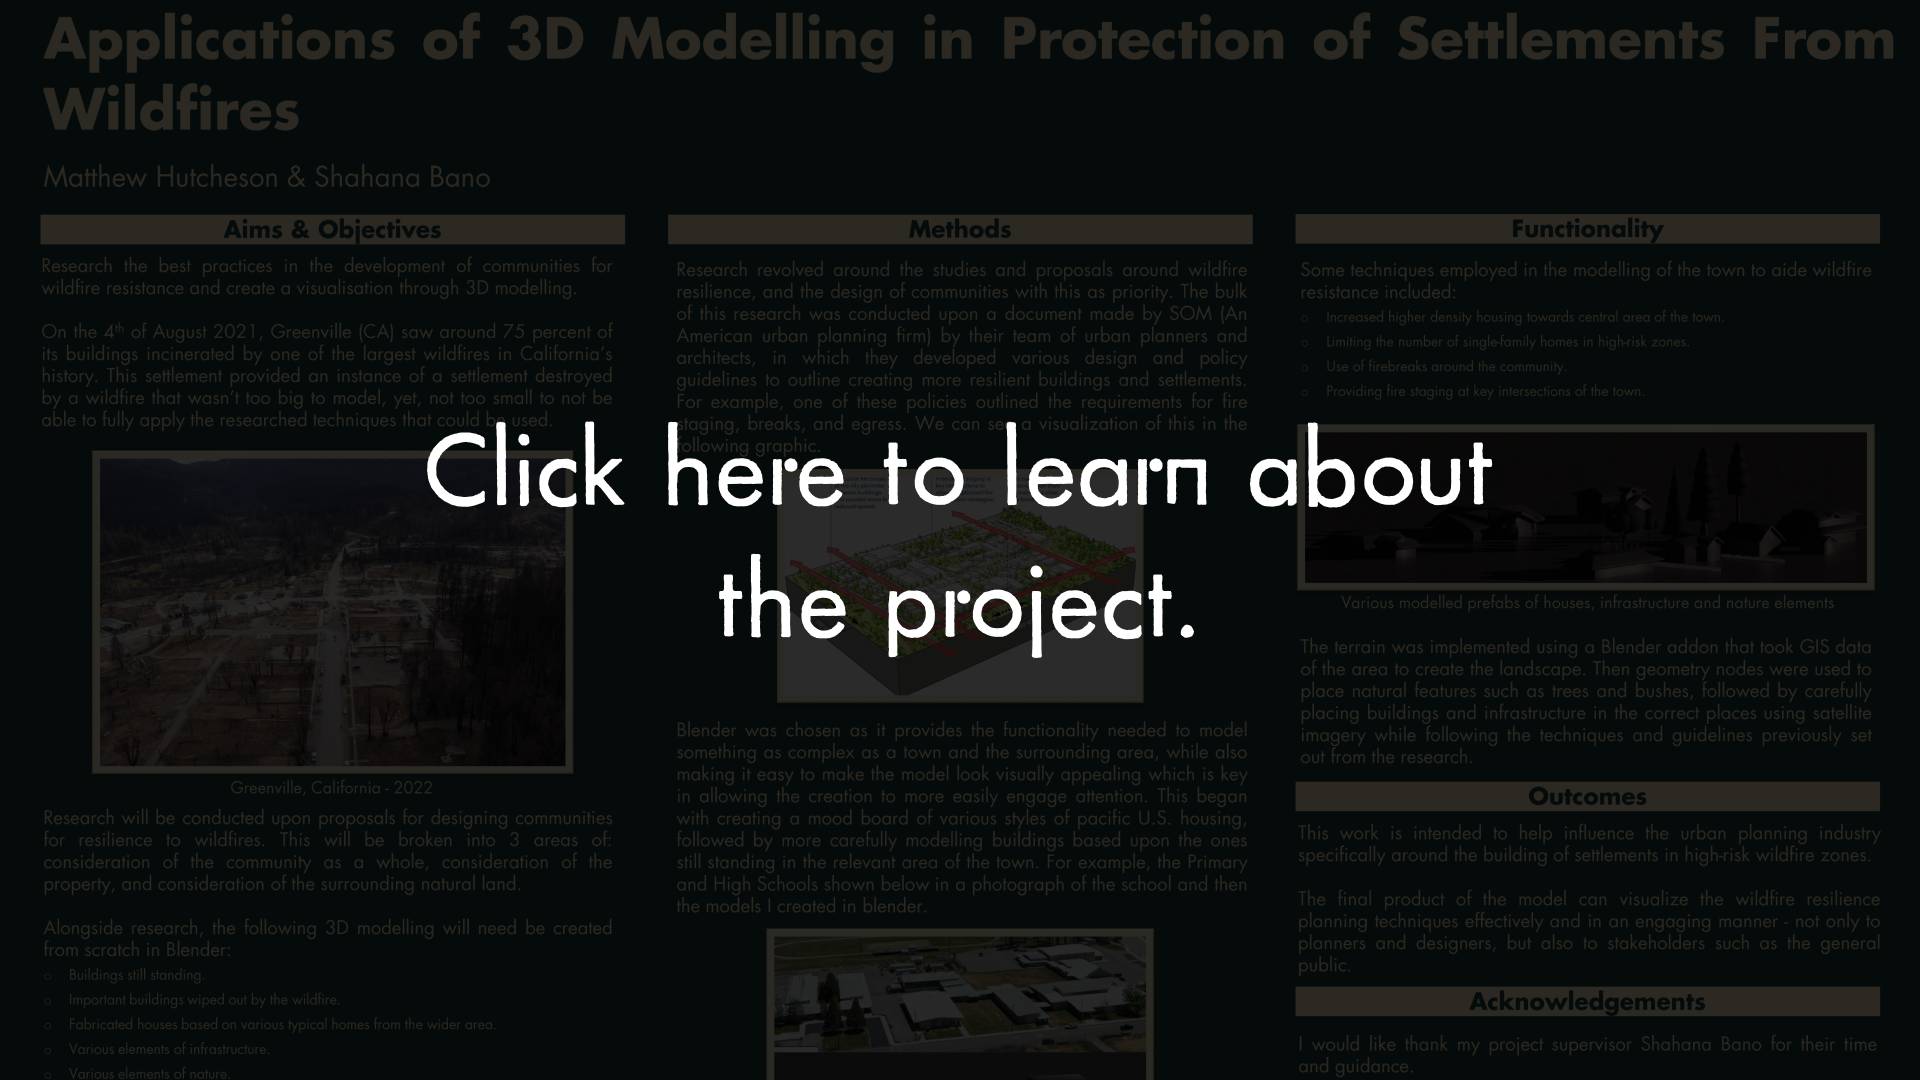 Applications of 3D Modelling in Protection of Settlements From
Wildfires
Matthew Hutcheson & Shahana Bano
Aims & Objectives
Research the best practices in the development of communities for
wildfire resistance and create a visualisation through 3D modelling.
On the 4th of August 2021, Greenville (CA) saw around 75 percent of
its buildings incinerated by one of the largest wildfires in California's
history. This settlement provided an instance of a settlement destroyed
by a wildfire that wasn't too big to model, yet, not too small to not be
able to fully apply the researched techniques that could be used.
Greenville, California - 2022
Research will be conducted upon proposals for designing communities
for resilience to wildfires. This will be broken into 3 areas of:
consideration of the community as a whole, consideration of the
property, and consideration of the surrounding natural land.
Alongside research, the following 3D modelling will need be created
from scratch in Blender:
o Buildings still standing.
o Important buildings wiped out by the wildfire.
o Fabricated houses based on various typical homes from the wider area.
o Various elements of infrastructure.
o Various elements of nature.
Methods
Research revolved around the studies and proposals around wildfire
resilience, and the design of communities with this as priority. The bulk
of this research was conducted upon a document made by SOM (An
American urban planning firm) by their team of urban planners and
architects, in which they developed various design and policy
guidelines to outline creating more resilient buildings and settlements.
For example, one of these policies outlined the requirements for fire
staging, breaks, and egress. We can see a visualization of this in the
following graphic.
Click here to learn about
the project.
Blender was chosen as it provides the functionality needed to model
something as complex as a town and the surrounding area, while also
making it easy to make the model look visually appealing which is key
in allowing the creation to more easily engage attention. This began
with creating a mood board of various styles of pacific U.S. housing,
followed by more carefully modelling buildings based upon the ones
still standing in the relevant area of the town. For example, the Primary
and High Schools shown below in a photograph of the school and then
the models I created in blender.
Functionality
Some techniques employed in the modelling of the town to aide wildfire
resistance included:
o Increased higher density housing towards central area of the town.
o Limiting the number of single-family homes in high-risk zones.
o Use of firebreaks around the community.
o Providing fire staging at key intersections of the town.
Various modelled prefabs of houses, infrastructure and nature elements
The terrain was implemented using a Blender addon that took GIS data
of the area to create the landscape. Then geometry nodes were used to
place natural features such as trees and bushes, followed by carefully
placing buildings and infrastructure in the correct places using satellite
imagery while following the techniques and guidelines previously set
out from the research.
Outcomes
This work is intended to help influence the urban planning industry
specifically around the building of settlements in high-risk wildfire zones.
The final product of the model can visualize the wildfire resilience
planning techniques effectively and in an engaging manner - not only to
planners and designers, but also to stakeholders such as the general
public.
Acknowledgements
I would like thank my project supervisor Shahana Bano for their time
and guidance.